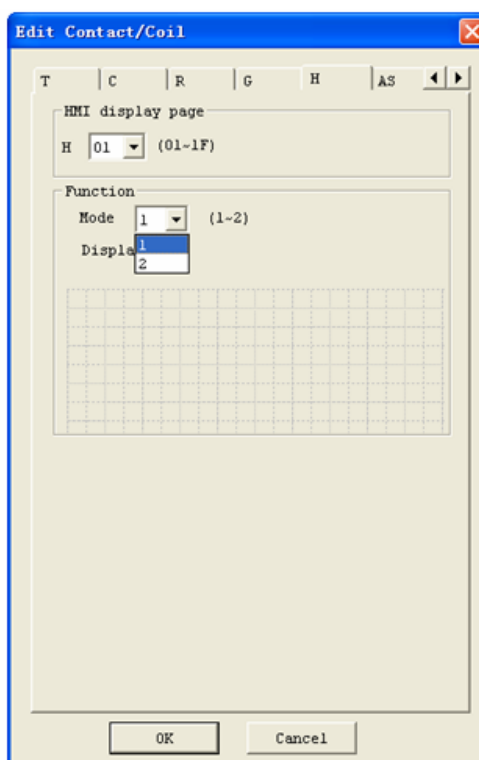 Edit Contact/Coil
T C R G H AS
HMI display page
H 01 (01~1F)
Function
Mode 1 (1~2)
Displa 1
2
OK Cancel